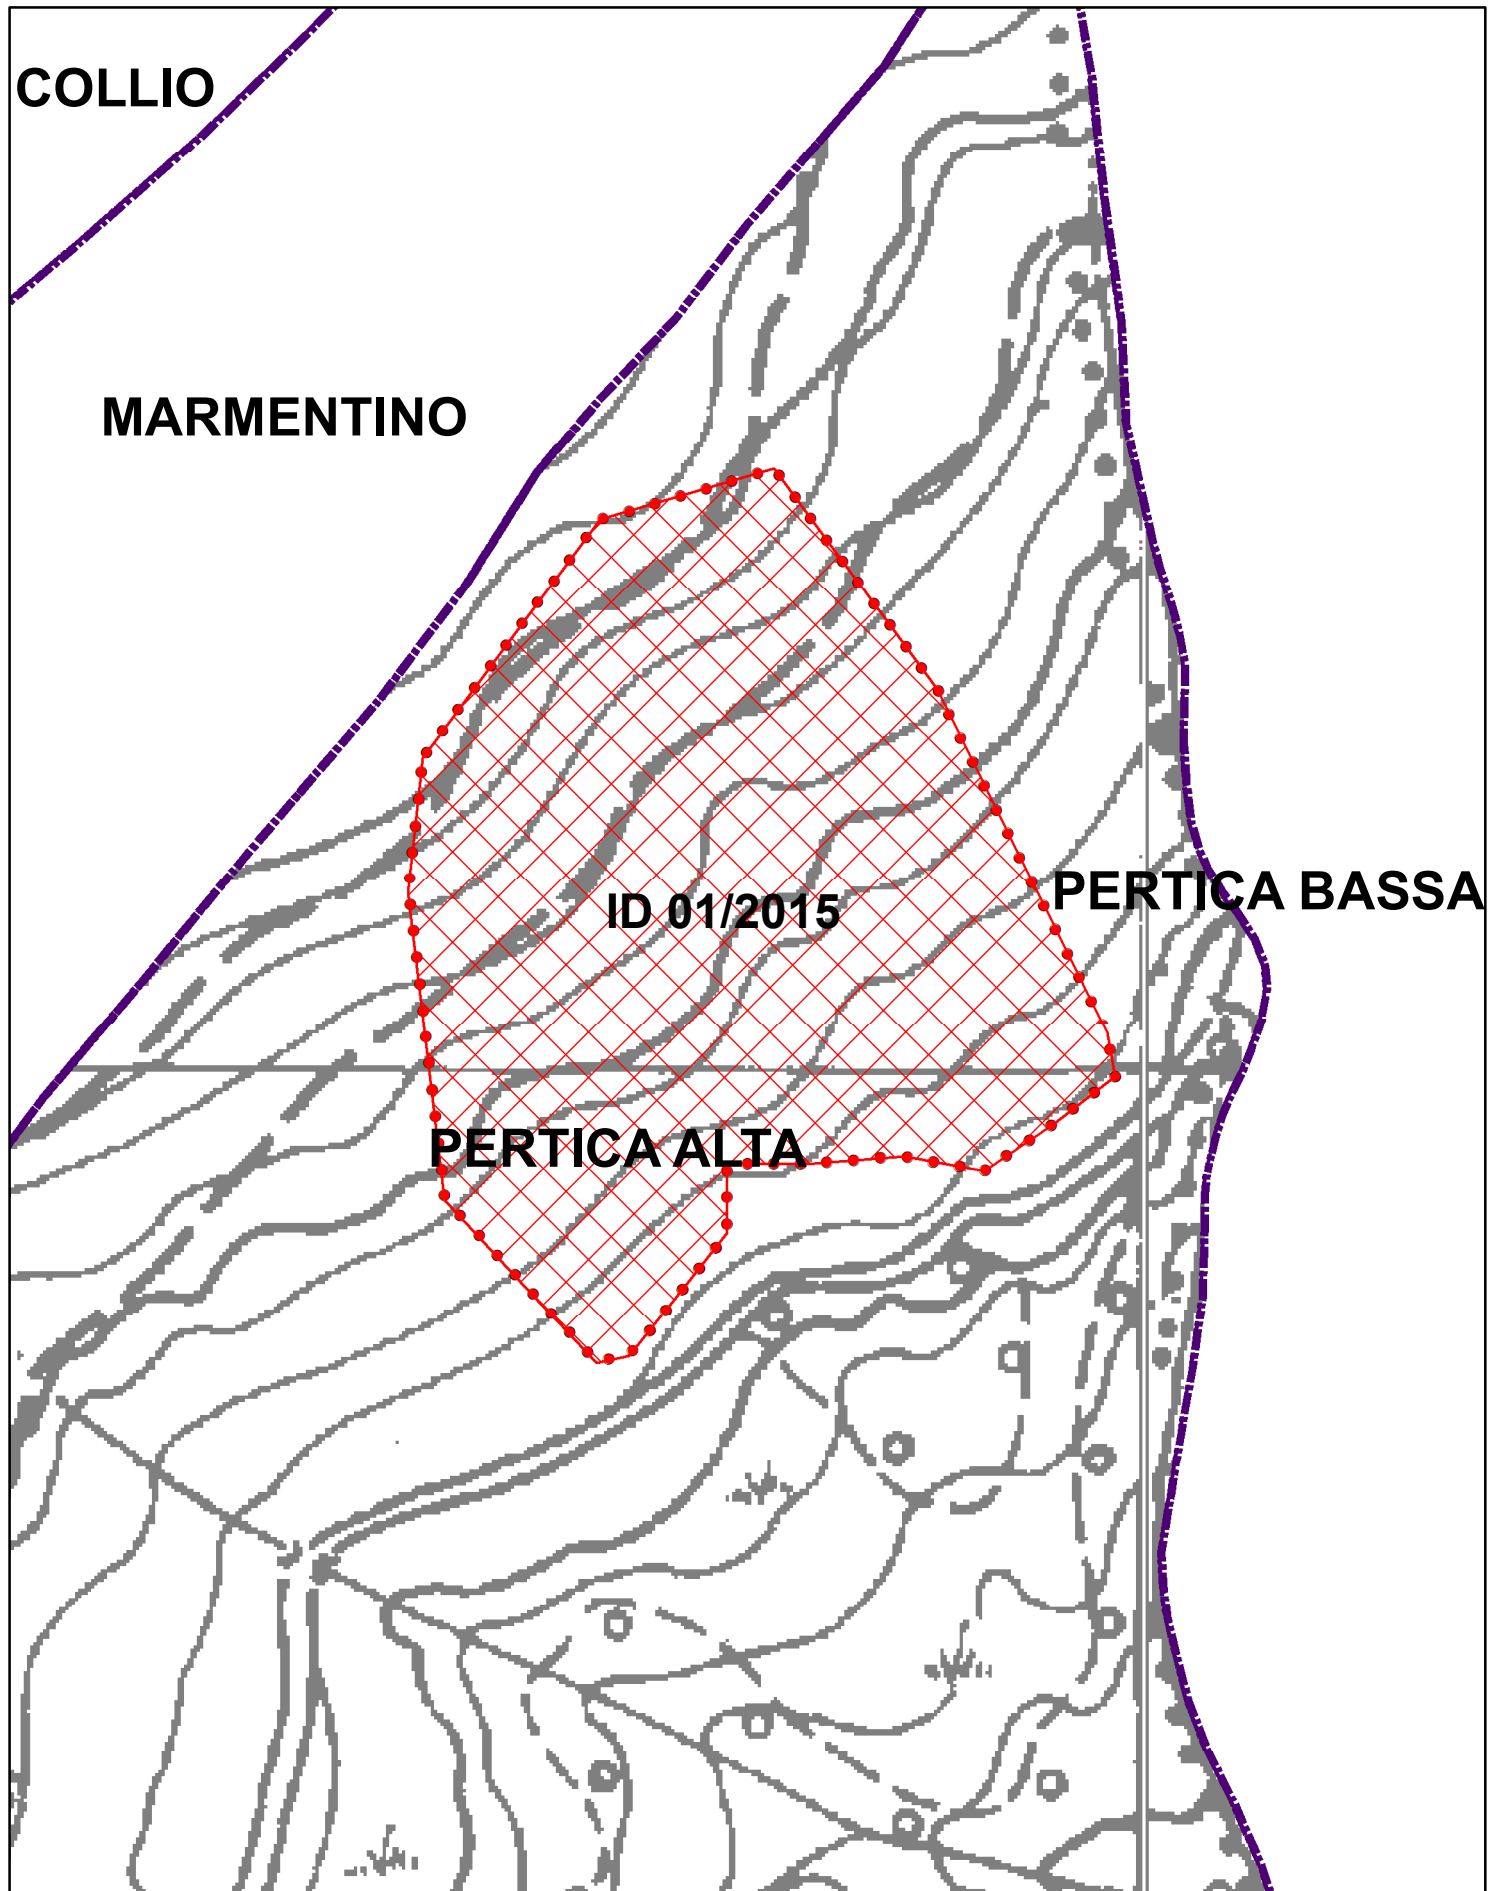 COLLIO
MARMENTINO
PERTICA BASSA
ID 01/2015
PERTICA ALTA